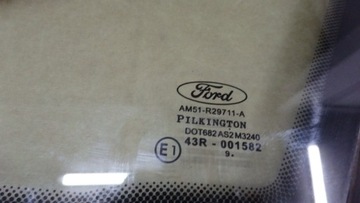 Ford
AM51-R29711-A
PILKINGTON
DOT682 AS2 M3240
E1 43R - 001582
9.